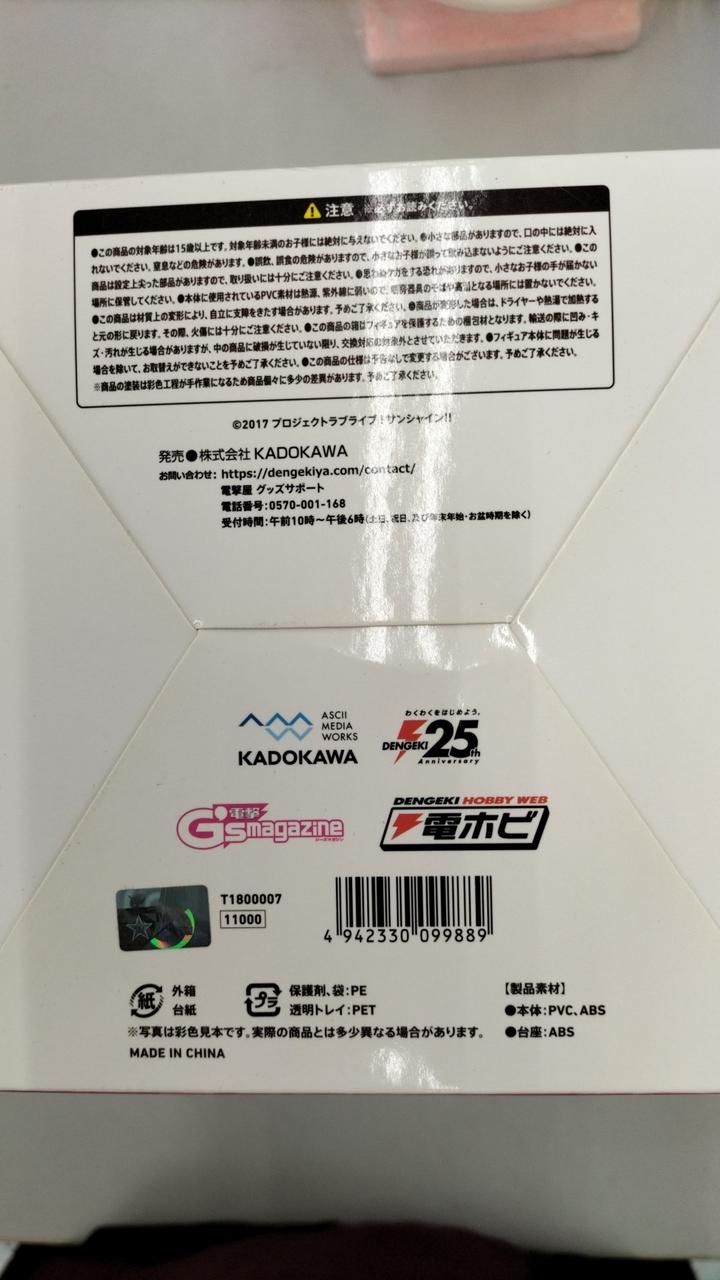 注意 ※必ずお読みください。
●この商品の対象年齢は15歳以上です。対象年齢未満のお子様には絶対に与えないでください。●小さな部品がありますので、口の中には絶対に入
れないでください。窒息などの危険があります。●誤飲、誤食の危険がありますので、小さなお子様が誤って飲み込まないようにご注意ください。●この
商品は設定上尖った部品がありますので、取り扱いには十分にご注意ください。●思わぬケガをする恐れがありますので、小さなお子様の手が届かない
場所に保管してください。●本体に使用されているPVC素材は熱源、紫外線に弱いので、暖房器具のそばや高温となる場所には置かないでください。
●この商品は材質上の変形により、自立に支障をきたす場合があります。予めご了承ください。●商品が変形した場合は、ドライヤーや熱湯で加熱する
と元の形に戻ります。その際、火傷には十分にご注意ください。●この商品の箱はフィギュアを保護するための梱包材となります。輸送の際に凹み・キ
ズ・汚れが生じる場合がありますが、中の商品に破損が生じていない限り、交換対応の対象外とさせていただきます。●フィギュア本体に問題が生じる
場合を除いて、お取替えができないことを予めご了承ください。●この商品の仕様は予告なしで変更する場合がございます。予めご了承ください。
※商品の塗装は彩色工程が手作業になるため商品個々に多少の差異があります。予めご了承ください。
©2017 プロジェクトラブライブ！サンシャイン!!
発売●株式会社 KADOKAWA
お問い合わせ: https://dengekiya.com/contact/
電撃屋 グッズサポート
電話番号:0570-001-168
受付時間:午前10時～午後6時(土日、祝日、及び年末年始・お盆時期を除く)
ASCII
MEDIA
WORKS
KADOKAWA
わくわくをはじめよう。
DENGEKI 25th
Anniversary
電撃
G'smagazine
ジーズマガジン
DENGEKI HOBBY WEB
電ホビ
T1800007
11000
4 942330 099889
紙 外箱
台紙
プラ 保護剤、袋:PE
透明トレイ:PET
【製品素材】
●本体:PVC、ABS
●台座:ABS
※写真は彩色見本です。実際の商品とは多少異なる場合があります。
MADE IN CHINA